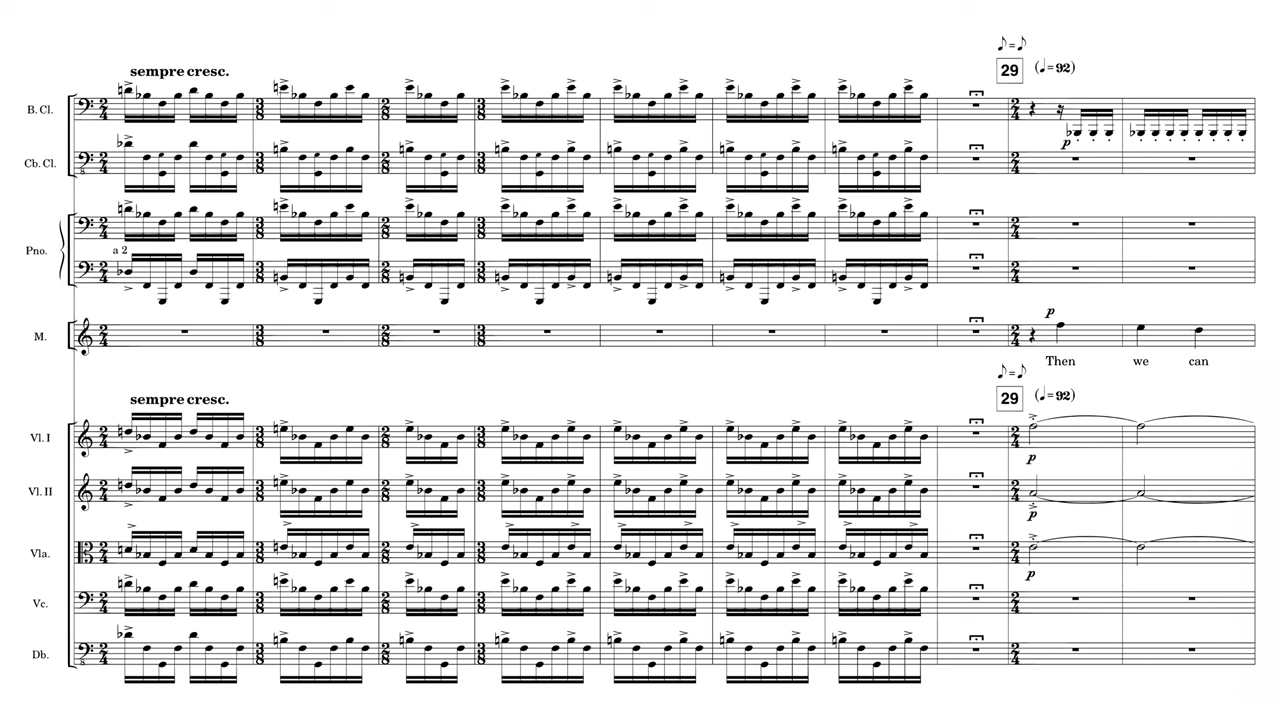 ♪=♪
29 (♩=92)
sempre cresc.
B. Cl.
p
Cb. Cl.
Pno.
a 2
p
M.
Then we can
♪=♪
29 (♩=92)
sempre cresc.
Vl. I
p
Vl. II
p
Vla.
p
Vc.
Db.